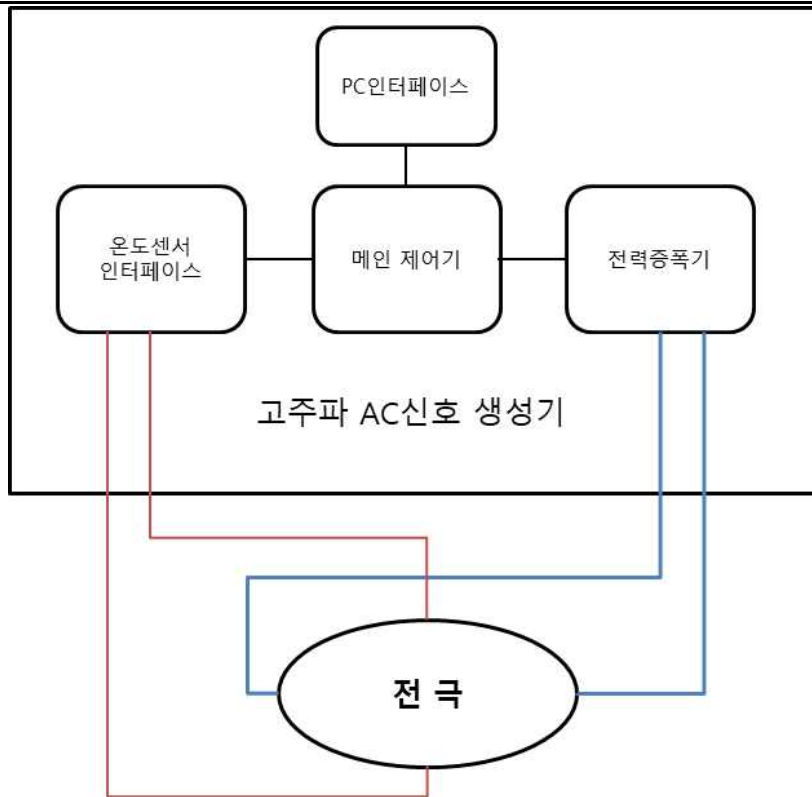 PC인터페이스
온도센서
인터페이스
메인 제어기
전력증폭기
고주파 AC신호 생성기
전 극